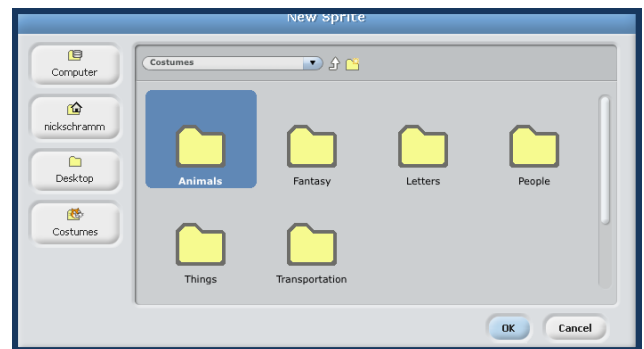 New Sprite
Computer
nickschramm
Desktop
Costumes
Costumes
Animals
Fantasy
Letters
People
Things
Transportation
OK
Cancel